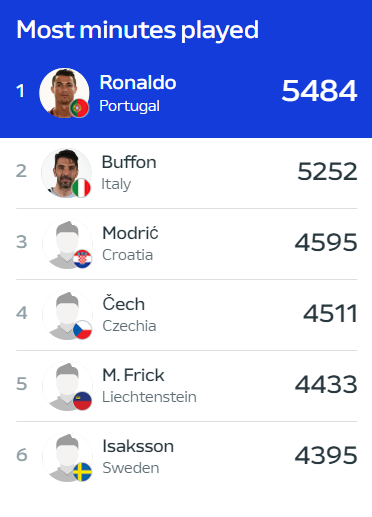 Most minutes played
1
Ronaldo
5484
Portugal
2
Buffon
5252
Italy
3
Modrić
4595
Croatia
4
Čech
4511
Czechia
5
M. Frick
4433
Liechtenstein
6
Isaksson
4395
Sweden